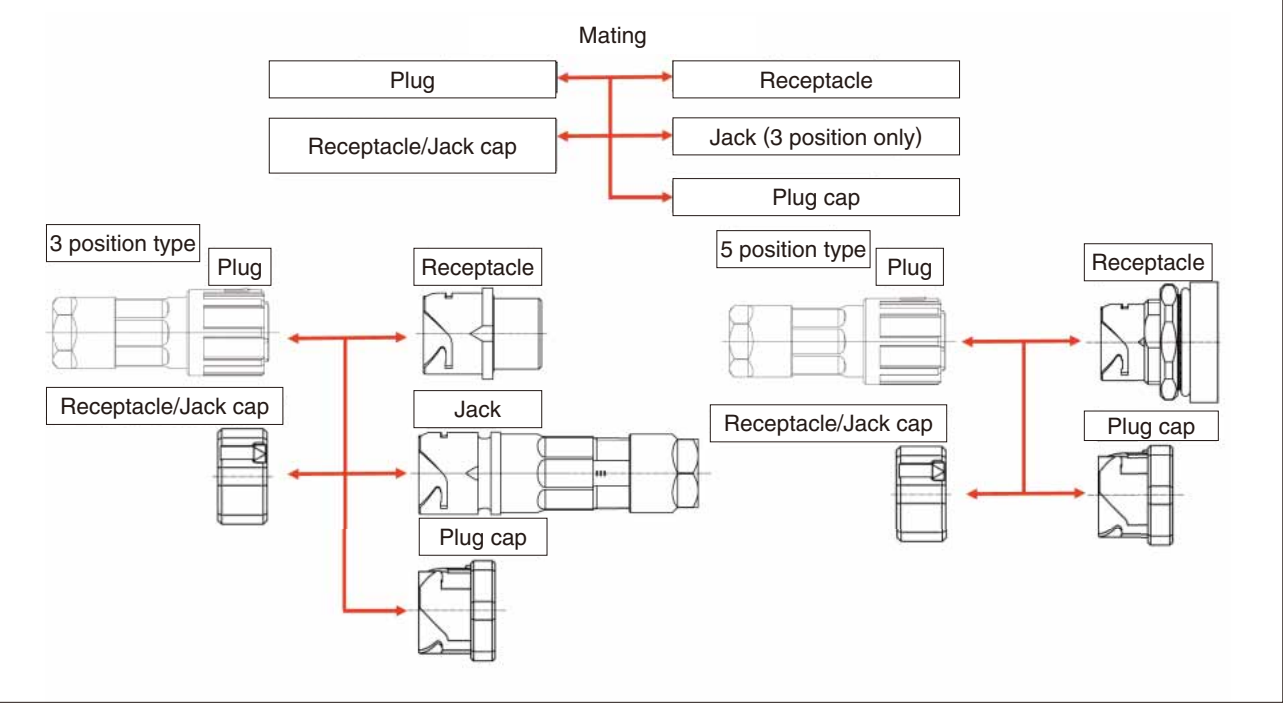 Mating
Plug
Receptacle
Receptacle/Jack cap
Jack (3 position only)
Plug cap
3 position type
Plug
Receptacle
Receptacle/Jack cap
Jack
Plug cap
5 position type
Plug
Receptacle
Receptacle/Jack cap
Plug cap